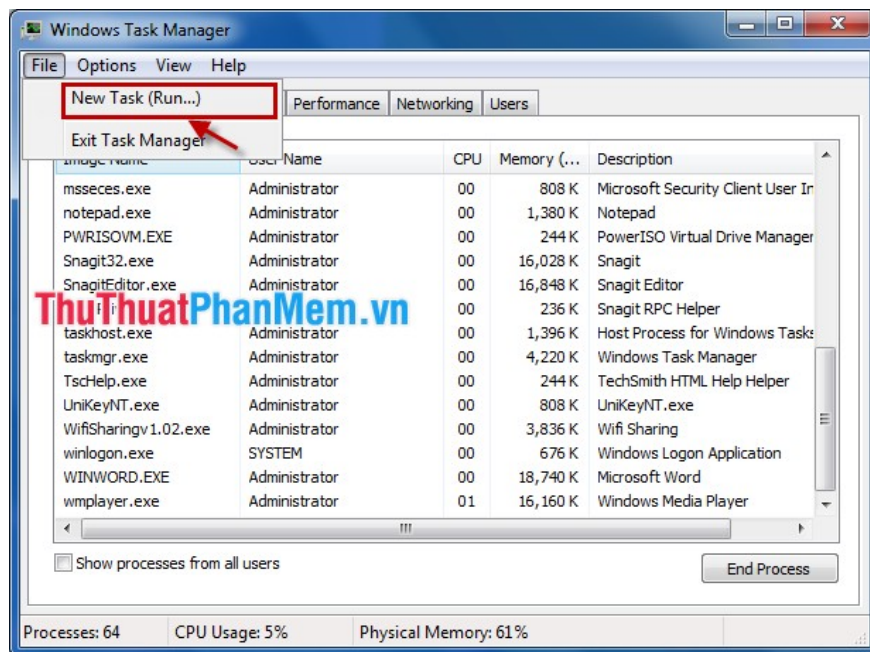 Windows Task Manager
File Options View Help
New Task (Run...)
Exit Task Manager
Performance Networking Users
Image Name User Name CPU Memory (... Description
msseces.exe Administrator 00 808 K Microsoft Security Client User In
notepad.exe Administrator 00 1,380 K Notepad
PWRISOVM.EXE Administrator 00 244 K PowerISO Virtual Drive Manager
Snagit32.exe Administrator 00 16,028 K Snagit
SnagitEditor.exe Administrator 00 16,848 K Snagit Editor
ThuThuatPhanMem.vn
00 236 K Snagit RPC Helper
taskhost.exe Administrator 00 1,396 K Host Process for Windows Tasks
taskmgr.exe Administrator 00 4,220 K Windows Task Manager
TscHelp.exe Administrator 00 244 K TechSmith HTML Help Helper
UniKeyNT.exe Administrator 00 808 K UniKeyNT.exe
WifiSharingv1.02.exe Administrator 00 3,836 K Wifi Sharing
winlogon.exe SYSTEM 00 676 K Windows Logon Application
WINWORD.EXE Administrator 00 18,740 K Microsoft Word
wmplayer.exe Administrator 01 16,160 K Windows Media Player
Show processes from all users
End Process
Processes: 64 CPU Usage: 5% Physical Memory: 61%